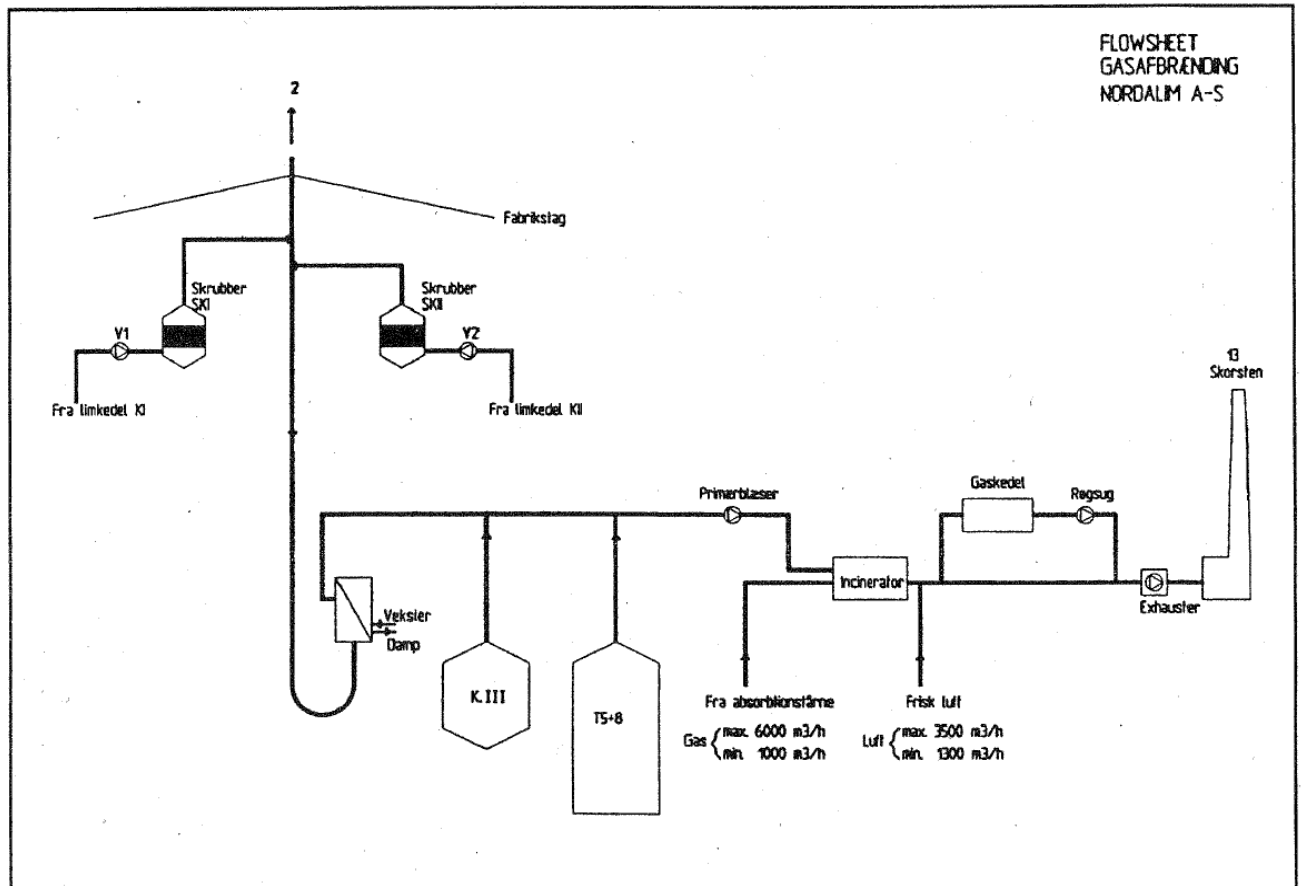 FLOWSHEET
GASAFBRÆNDING
NORDALIM A-S
2
Fabrikstag
Skrubber
SKI
Skrubber
SKII
V1
V2
Fra limkedel KI
Fra limkedel KII
13
Skorsten
Primærblæser
Gaskedel
Røgsug
Incinerator
Exhauster
Veksler
Damp
K.III
T5+8
Fra absorbtionstårne
Gas { max. 6000 m3/h
min. 1000 m3/h
Frisk luft
Luft { max. 3500 m3/h
min. 1300 m3/h